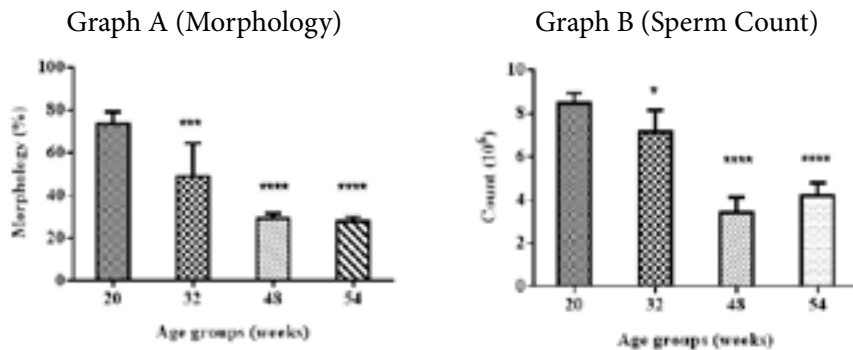 Graph A (Morphology)
Graph B (Sperm Count)
100
80
60
40
20
0
Morphology (%)
***
****
****
20 32 48 54
Age groups (weeks)
10
8
6
4
2
0
Count (10⁶)
*
****
****
20 32 48 54
Age groups (weeks)